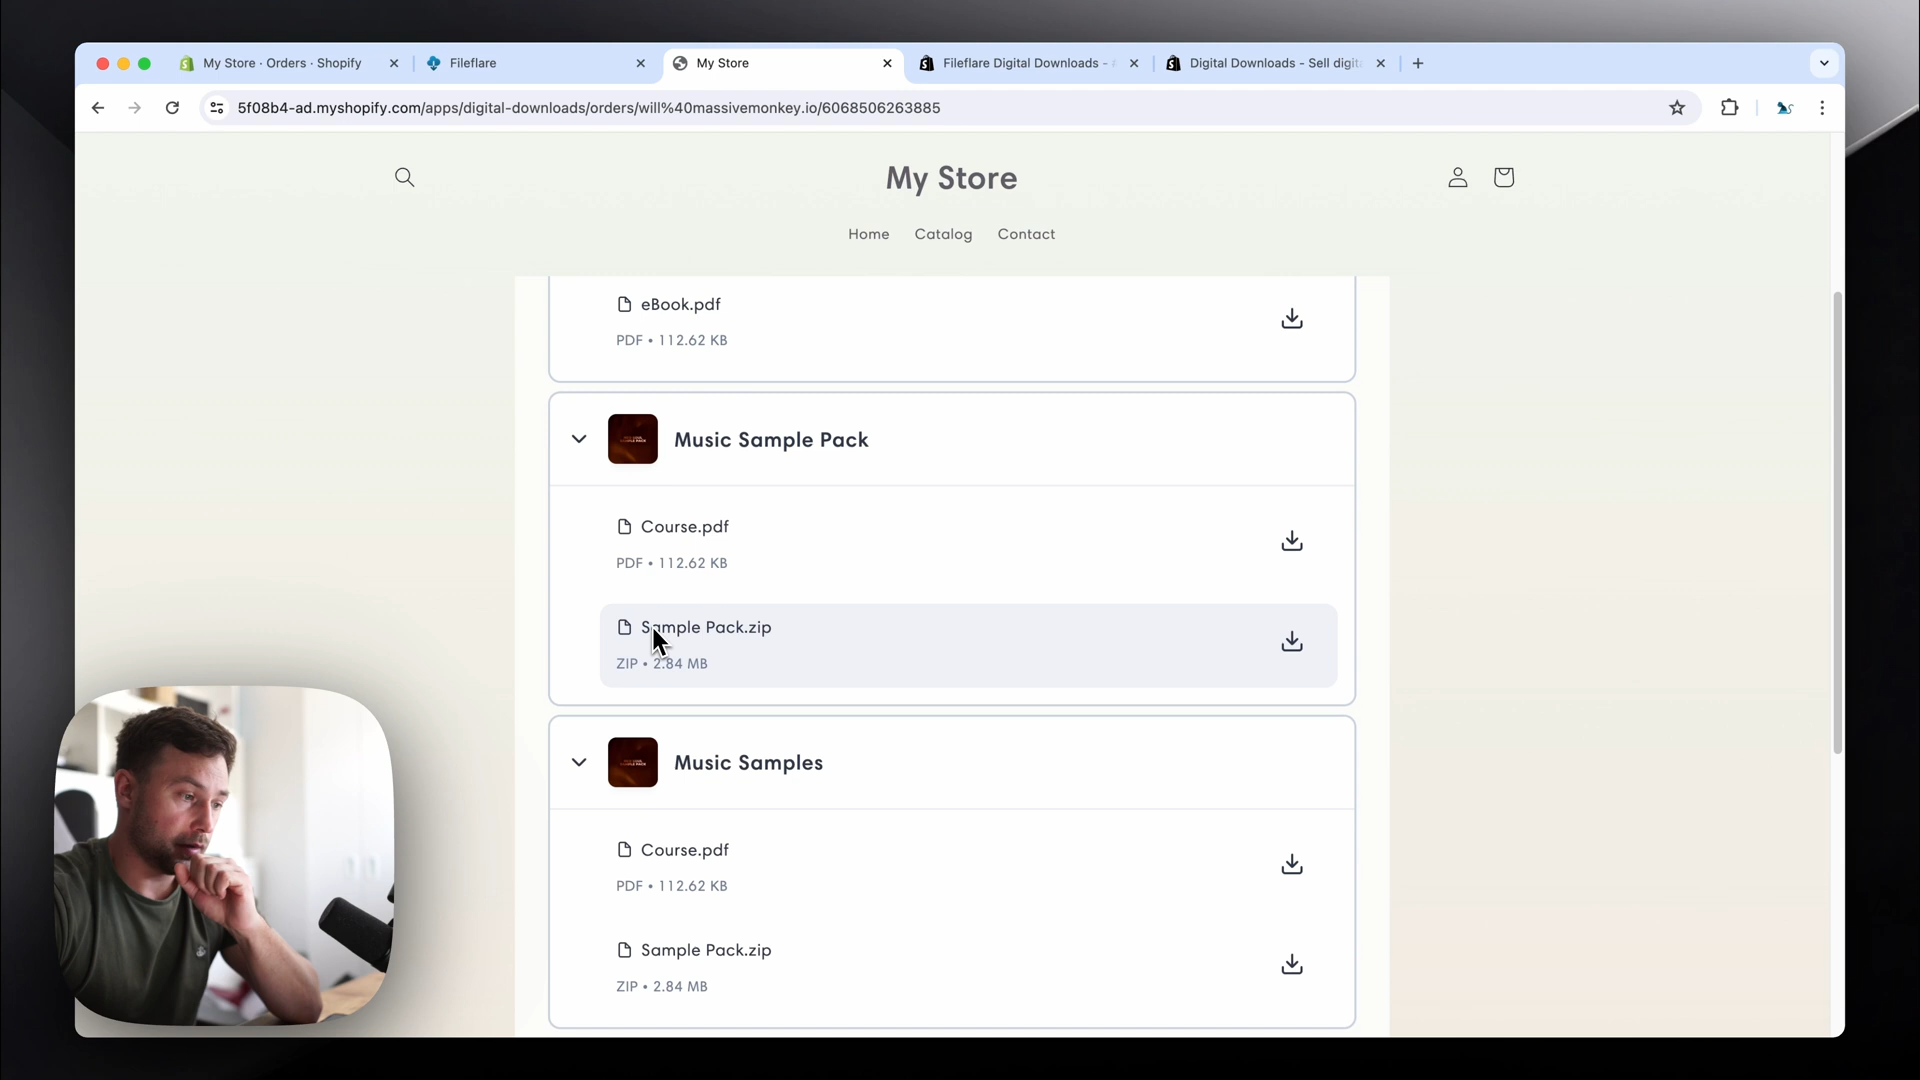 My Store · Orders · Shopify
Fileflare
My Store
Fileflare Digital Downloads -
Digital Downloads - Sell digit
5f08b4-ad.myshopify.com/apps/digital-downloads/orders/will%40massivemonkey.io/6068506263885
My Store
Home Catalog Contact
eBook.pdf
PDF • 112.62 KB
Music Sample Pack
Course.pdf
PDF • 112.62 KB
Sample Pack.zip
ZIP • 2.84 MB
Music Samples
Course.pdf
PDF • 112.62 KB
Sample Pack.zip
ZIP • 2.84 MB